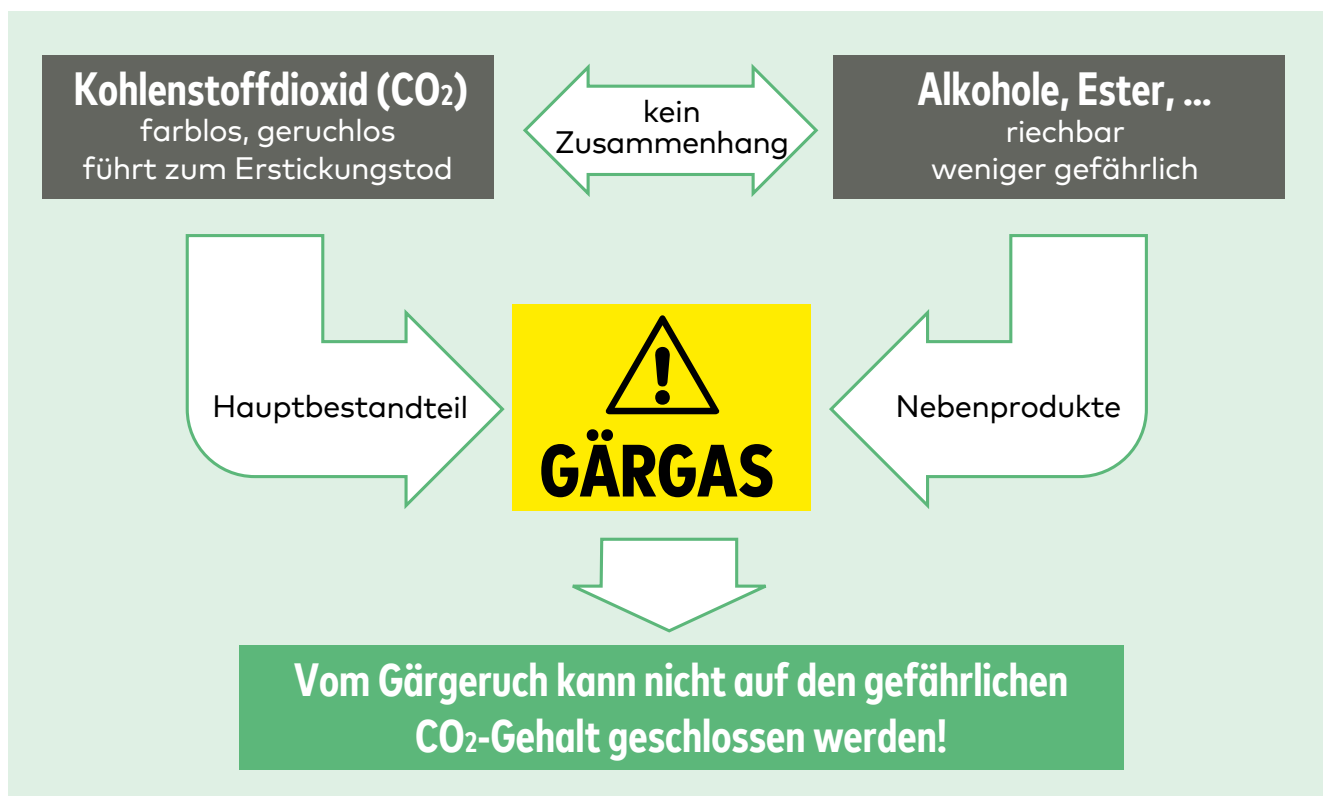 Kohlenstoffdioxid (CO₂)
farblos, geruchlos
führt zum Erstickungstod
kein
Zusammenhang
Alkohole, Ester, ...
riechbar
weniger gefährlich
Hauptbestandteil
!
GÄRGAS
Nebenprodukte
Vom Gärgeruch kann nicht auf den gefährlichen
CO₂-Gehalt geschlossen werden!